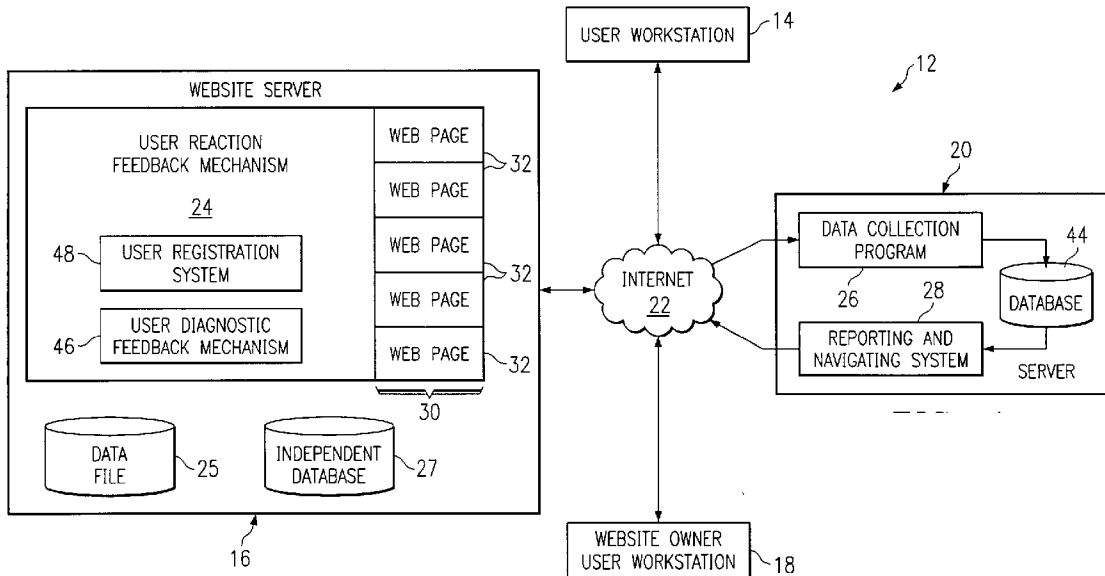 USER WORKSTATION
14
12
WEBSITE SERVER
USER REACTION
FEEDBACK MECHANISM
24
48
USER REGISTRATION
SYSTEM
46
USER DIAGNOSTIC
FEEDBACK MECHANISM
WEB PAGE
32
WEB PAGE
WEB PAGE
32
WEB PAGE
WEB PAGE
32
30
DATA
FILE
25
INDEPENDENT
DATABASE
27
16
INTERNET
22
20
DATA COLLECTION
PROGRAM
26
44
DATABASE
28
REPORTING AND
NAVIGATING SYSTEM
SERVER
WEBSITE OWNER
USER WORKSTATION
18